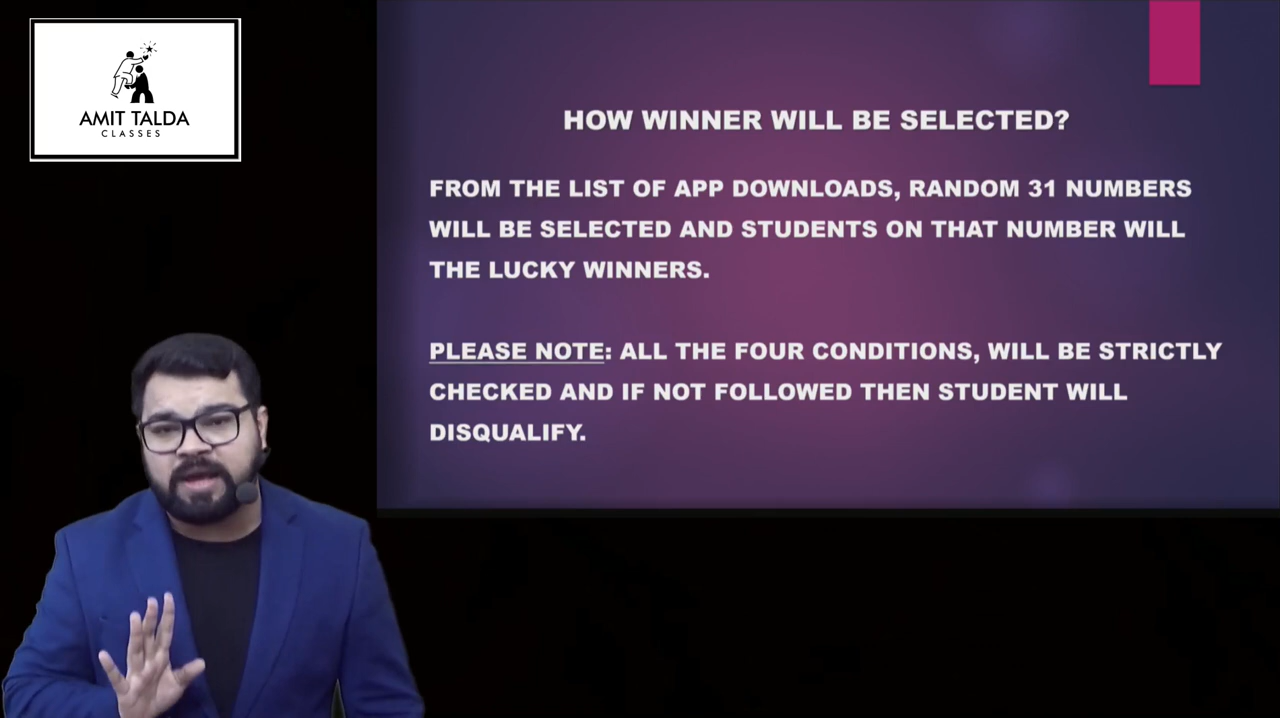 AMIT TALDA
CLASSES
HOW WINNER WILL BE SELECTED?
FROM THE LIST OF APP DOWNLOADS, RANDOM 31 NUMBERS
WILL BE SELECTED AND STUDENTS ON THAT NUMBER WILL
THE LUCKY WINNERS.
PLEASE NOTE: ALL THE FOUR CONDITIONS, WILL BE STRICTLY
CHECKED AND IF NOT FOLLOWED THEN STUDENT WILL
DISQUALIFY.